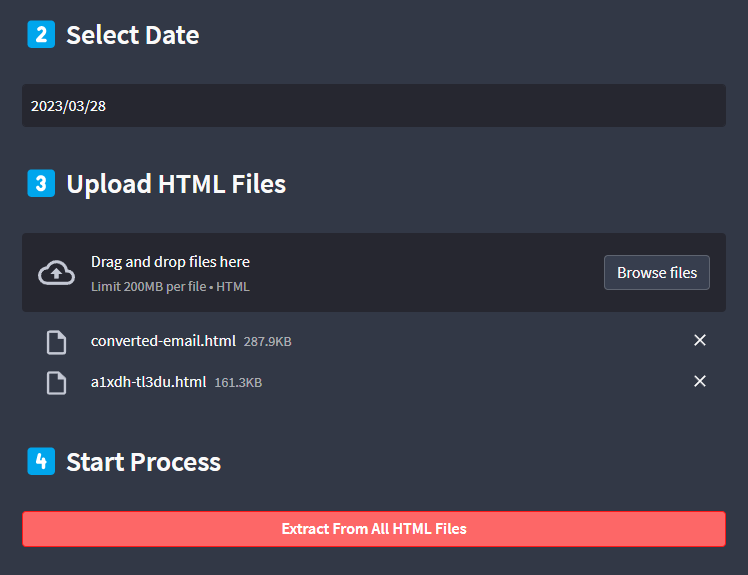 2 Select Date
2023/03/28
3 Upload HTML Files
Drag and drop files here
Limit 200MB per file • HTML
Browse files
converted-email.html 287.9KB
a1xdh-tl3du.html 161.3KB
4 Start Process
Extract From All HTML Files